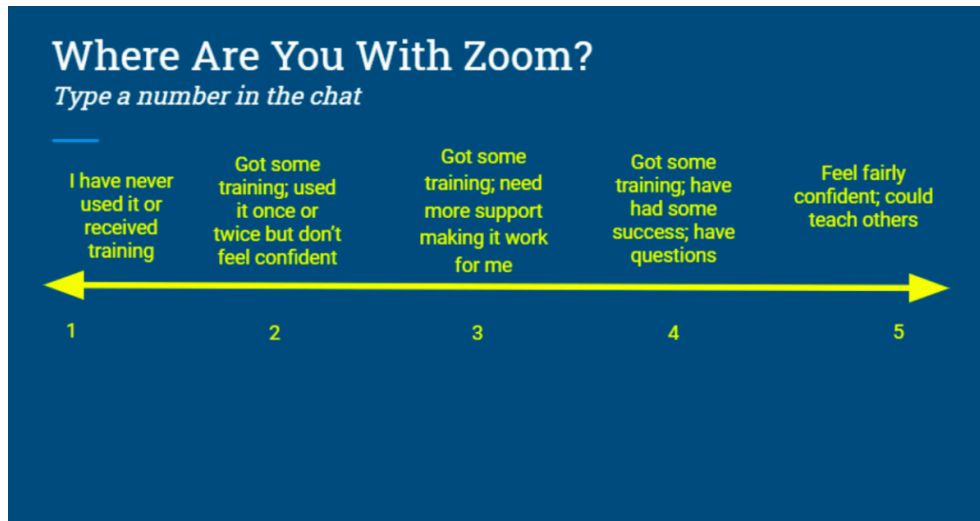 Where Are You With Zoom?
Type a number in the chat
I have never
used it or
received
training
Got some
training; used
it once or
twice but don’t
feel confident
Got some
training; need
more support
making it work
for me
Got some
training; have
had some
success; have
questions
Feel fairly
confident; could
teach others
1
2
3
4
5